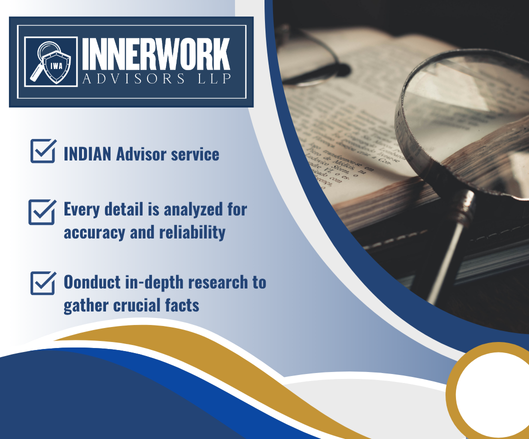 IWA
INNERWORK
ADVISORS LLP
INDIAN Advisor service
Every detail is analyzed for
accuracy and reliability
Oonduct in-depth research to
gather crucial facts